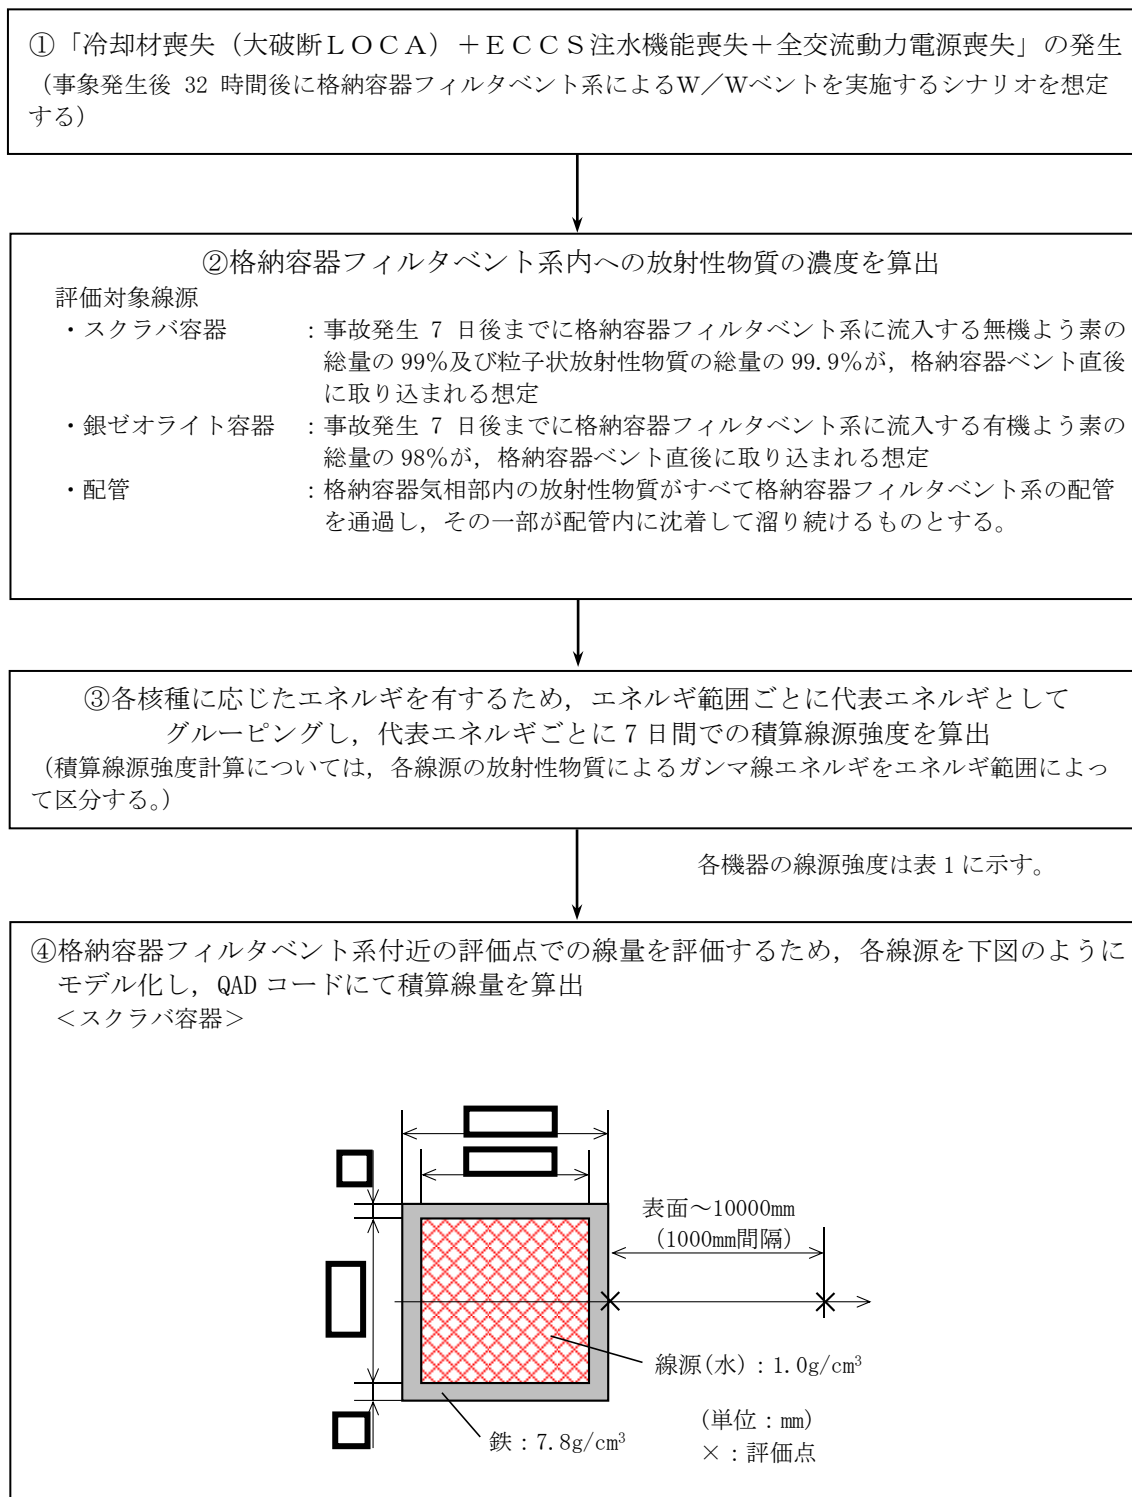 ①「冷却材喪失（大破断ＬＯＣＡ）＋ＥＣＣＳ注水機能喪失＋全交流動力電源喪失」の発生
（事象発生後 32 時間後に格納容器フィルタベント系によるＷ／Ｗベントを実施するシナリオを想定
する）
②格納容器フィルタベント系内への放射性物質の濃度を算出
評価対象線源
・スクラバ容器　　：事故発生 7 日後までに格納容器フィルタベント系に流入する無機よう素の
総量の 99％及び粒子状放射性物質の総量の 99.9％が，格納容器ベント直後
に取り込まれる想定
・銀ゼオライト容器　：事故発生 7 日後までに格納容器フィルタベント系に流入する有機よう素の
総量の 98％が，格納容器ベント直後に取り込まれる想定
・配管　　：格納容器気相部内の放射性物質がすべて格納容器フィルタベント系の配管
を通過し，その一部が配管内に沈着して溜り続けるものとする。
③各核種に応じたエネルギを有するため，エネルギ範囲ごとに代表エネルギとして
グルーピングし，代表エネルギごとに 7 日間での積算線源強度を算出
（積算線源強度計算については，各線源の放射性物質によるガンマ線エネルギをエネルギ範囲によっ
て区分する。）
各機器の線源強度は表 1 に示す。
④格納容器フィルタベント系付近の評価点での線量を評価するため，各線源を下図のように
モデル化し，QAD コードにて積算線量を算出
＜スクラバ容器＞
表面～10000mm
(1000mm間隔)
線源(水)：1.0g/cm³
鉄：7.8g/cm³
(単位：mm)
×：評価点